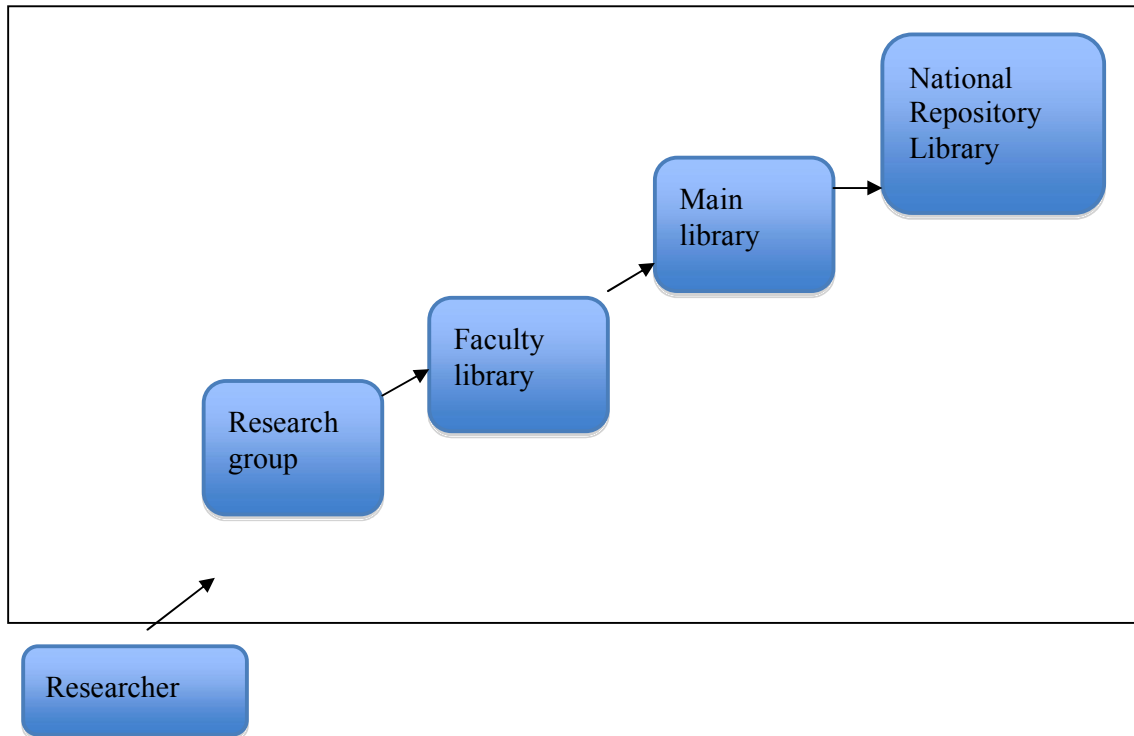 National
Repository
Library
Main
library
Faculty
library
Research
group
Researcher